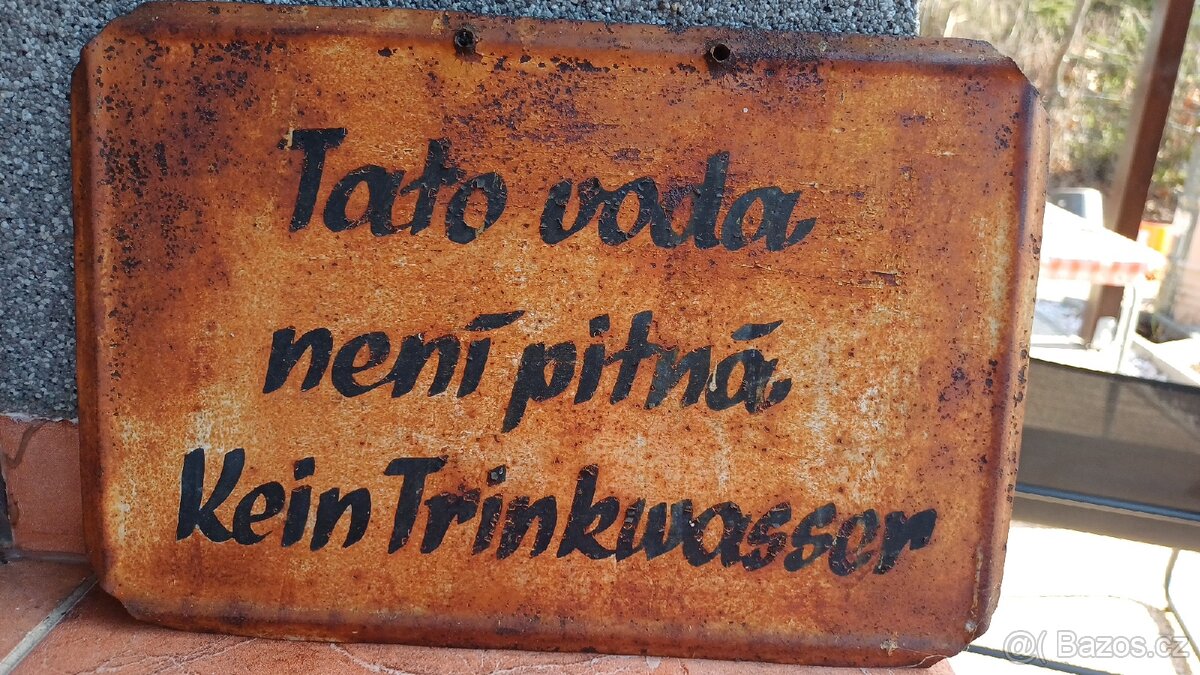 Tato voda
není pitná
Kein Trinkwasser
Bazos.cz